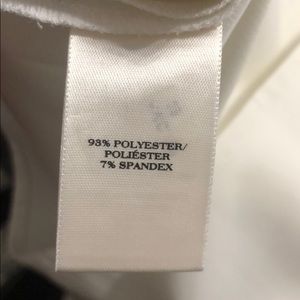 93% POLYESTER/
POLIÉSTER
7% SPANDEX